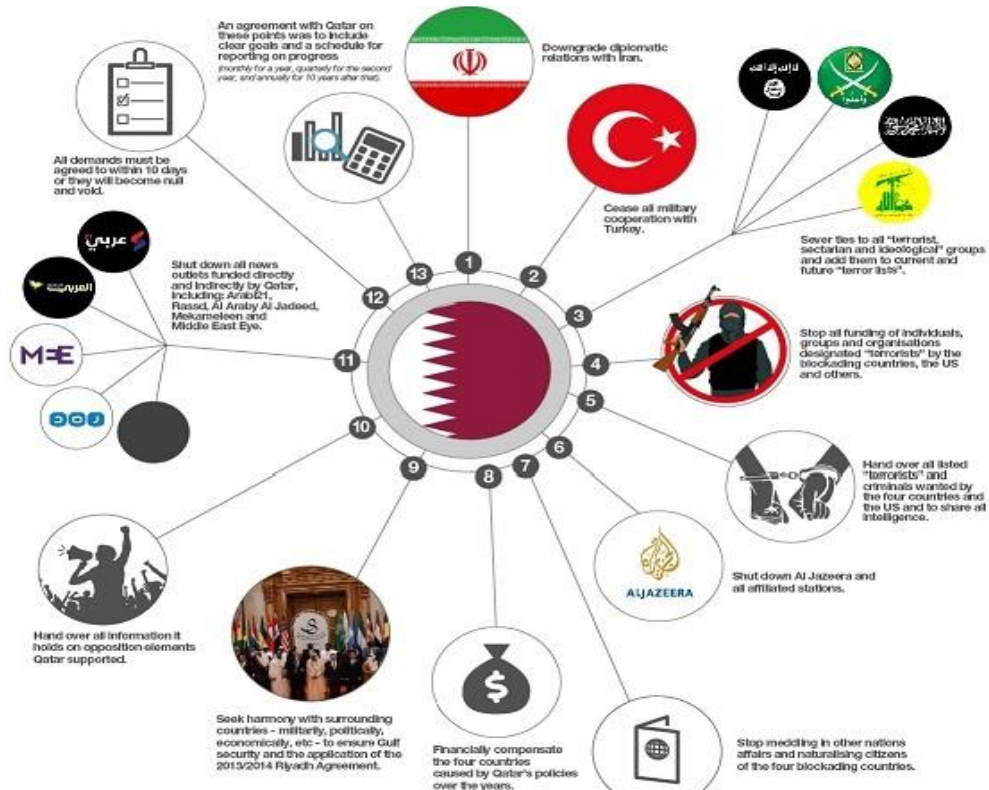 An agreement with Qatar on
these points was to include
clear goals and a schedule for
reporting on progress
(monthly for a year, quarterly for the second
year, and annually for 10 years after that).
Downgrade diplomatic
relations with Iran.
All demands must be
agreed to within 10 days
or they will become null
and void.
Cease all military
cooperation with
Turkey.
Sever ties to all "terrorist,
sectarian and ideological" groups
and add them to current and
future "terror lists".
عربي
Shut down all news
outlets funded directly
and indirectly by Qatar,
including: Arabi21,
Rassd, Al Araby Al Jadeed,
Mekameleen and
Middle East Eye.
العربي
MEE
رصد
13
1
2
12
3
11
4
5
10
6
9
7
8
Stop all funding of individuals,
groups and organisations
designated "terrorists" by the
blockading countries, the US
and others.
Hand over all listed
"terrorists" and
criminals wanted by
the four countries and
the US and to share all
intelligence.
ALJAZEERA
Shut down Al Jazeera and
all affiliated stations.
Hand over all information it
holds on opposition elements
Qatar supported.
$
Seek harmony with surrounding
countries - militarily, politically,
economically, etc - to ensure Gulf
security and the application of the
2013/2014 Riyadh Agreement.
Financially compensate
the four countries
caused by Qatar's policies
over the years.
Stop meddling in other nations
affairs and naturalising citizens
of the four blockading countries.